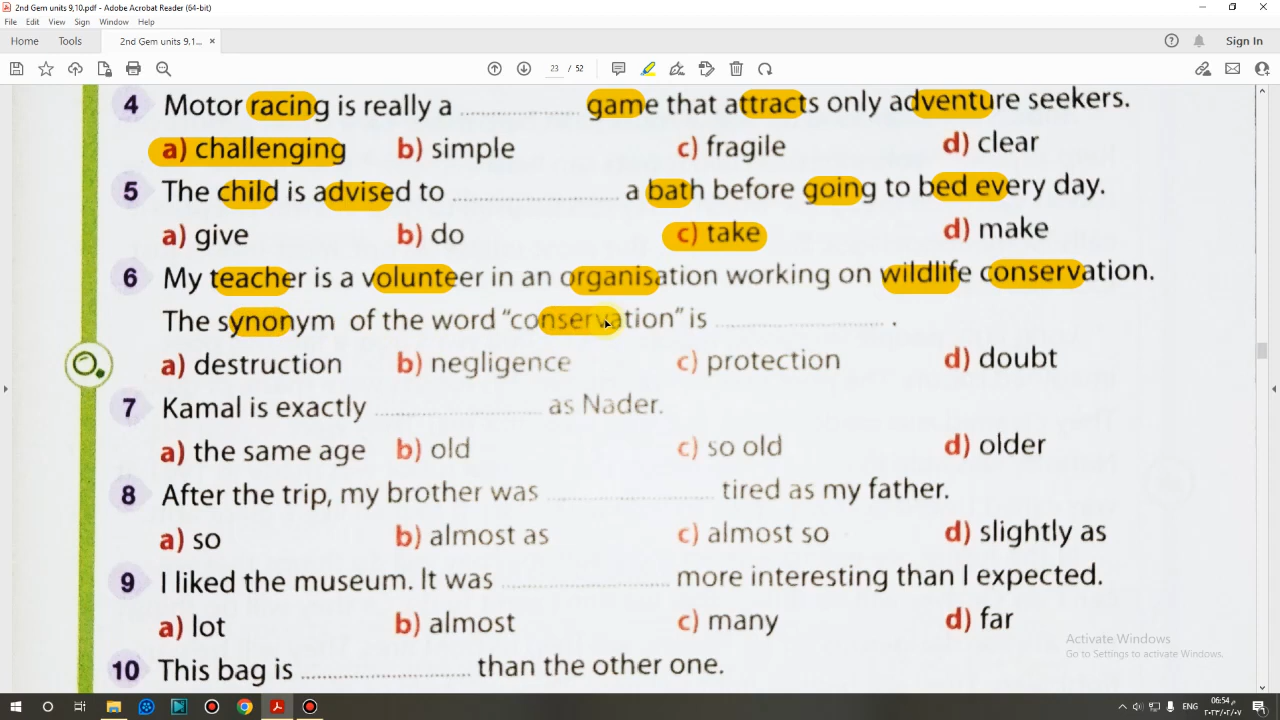 2nd Gem units 9,10.pdf - Adobe Acrobat Reader (64-bit)
File Edit View Sign Window Help
Home Tools 2nd Gem units 9,1... × Sign In
23 / 52
4 Motor racing is really a .................... game that attracts only adventure seekers.
a) challenging b) simple c) fragile d) clear
5 The child is advised to .................... a bath before going to bed every day.
a) give b) do c) take d) make
6 My teacher is a volunteer in an organisation working on wildlife conservation.
The synonym of the word "conservation" is .................... .
a) destruction b) negligence c) protection d) doubt
7 Kamal is exactly .................... as Nader.
a) the same age b) old c) so old d) older
8 After the trip, my brother was .................... tired as my father.
a) so b) almost as c) almost so d) slightly as
9 I liked the museum. It was .................... more interesting than I expected.
a) lot b) almost c) many d) far
10 This bag is .................... than the other one.
Activate Windows
Go to Settings to activate Windows.
ENG 06:54 م
٢٠٢٣/٠٢/٠٧